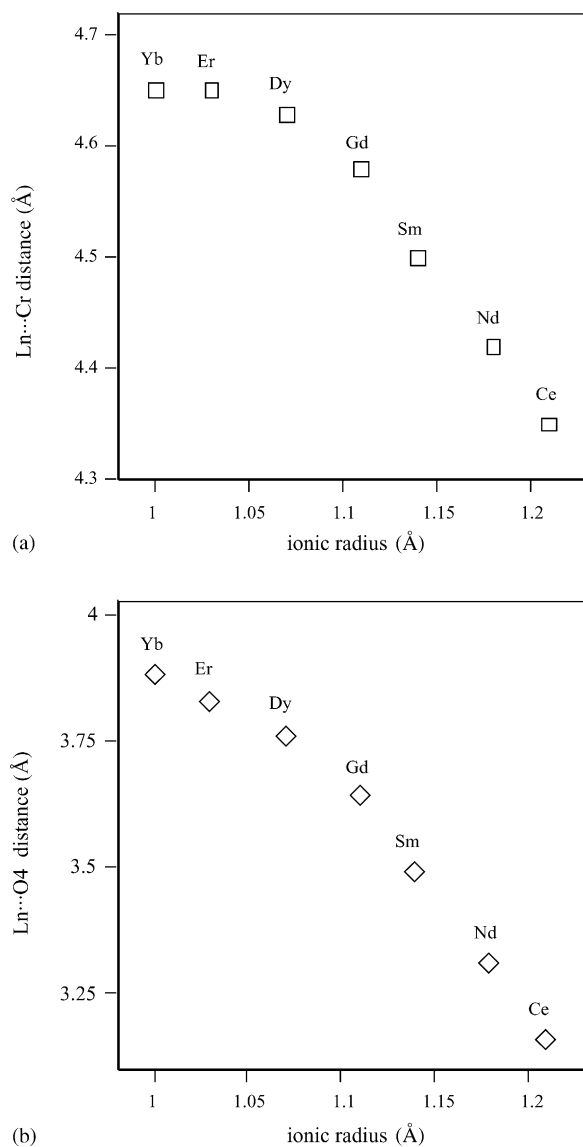 4.7
Yb
Er
Dy
4.6
Gd
Sm
4.5
Nd
4.4
Ce
4.3
Ln···Cr distance (Å)
1
1.05
1.1
1.15
1.2
(a)
ionic radius (Å)
4
Yb
Er
Dy
3.75
Gd
Sm
3.5
Nd
3.25
Ce
Ln···O4 distance (Å)
1
1.05
1.1
1.15
1.2
(b)
ionic radius (Å)